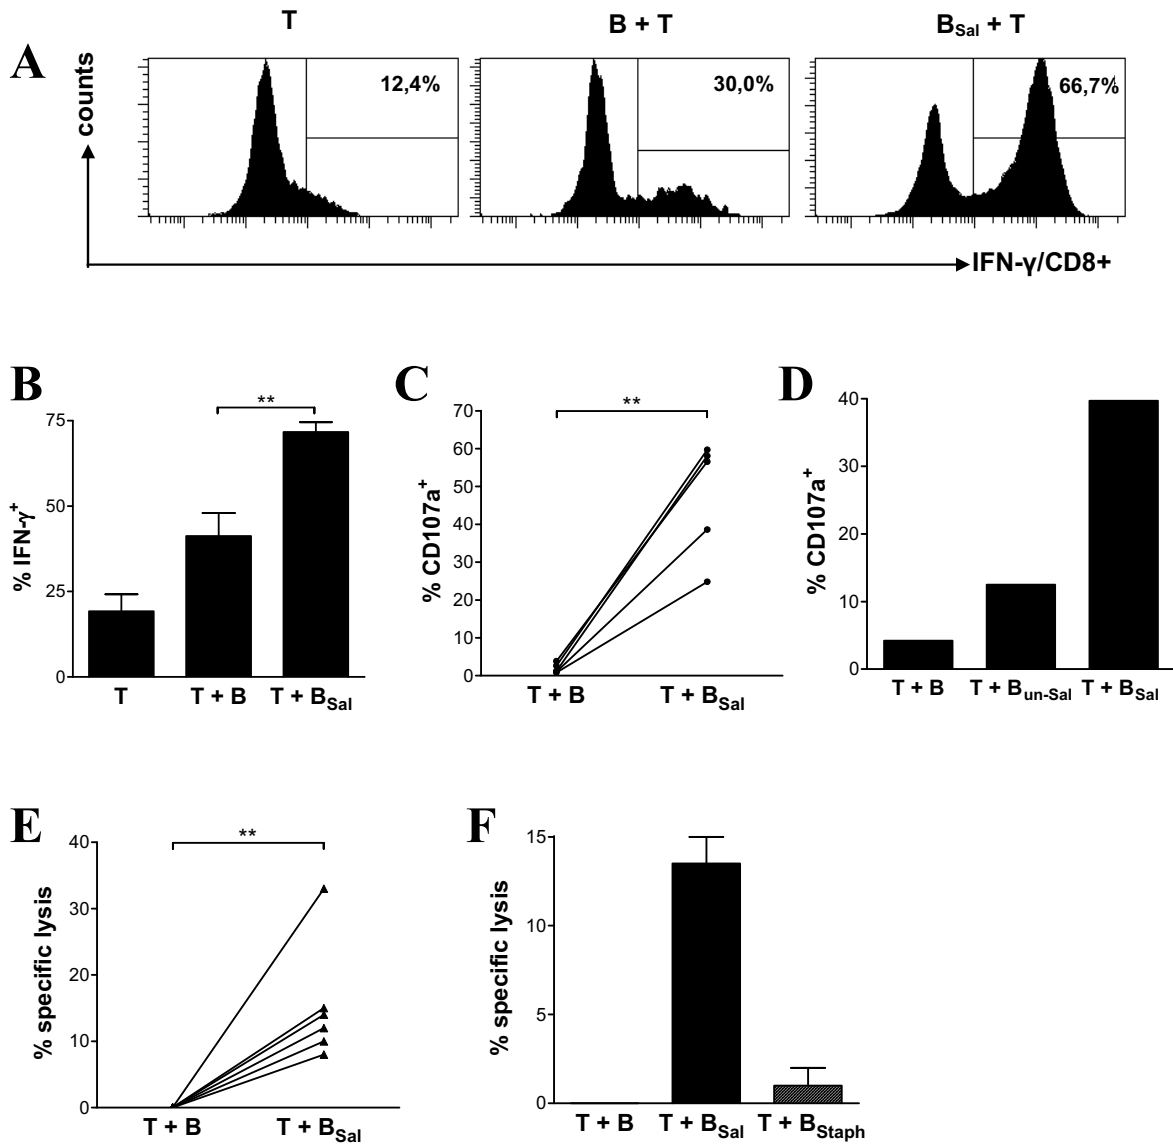 A
T
B + T
BSal + T
counts
12,4%
30,0%
66,7%
IFN-γ/CD8+
B
% IFN-γ+
75
50
25
0
**
T
T + B
T + BSal
C
% CD107a+
70
60
50
40
30
20
10
0
**
T + B
T + BSal
D
% CD107a+
40
30
20
10
0
T + B
T + Bun-Sal
T + BSal
E
% specific lysis
40
30
20
10
0
**
T + B
T + BSal
F
% specific lysis
15
10
5
0
T + B
T + BSal
T + BStaph